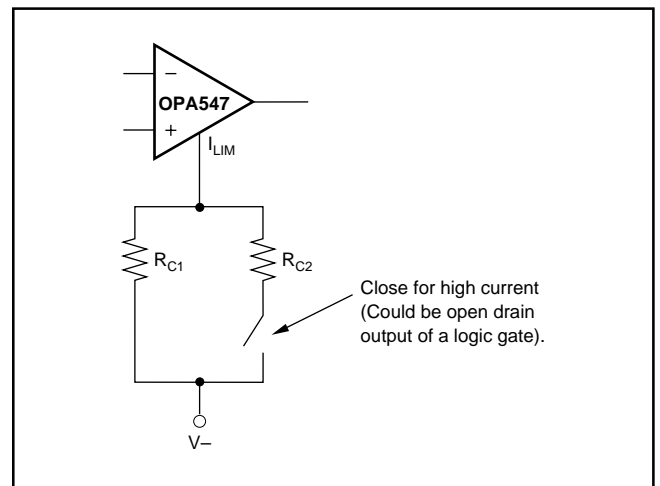 –
OPA547
+
I_LIM
R_C1
R_C2
Close for high current
(Could be open drain
output of a logic gate).
V–